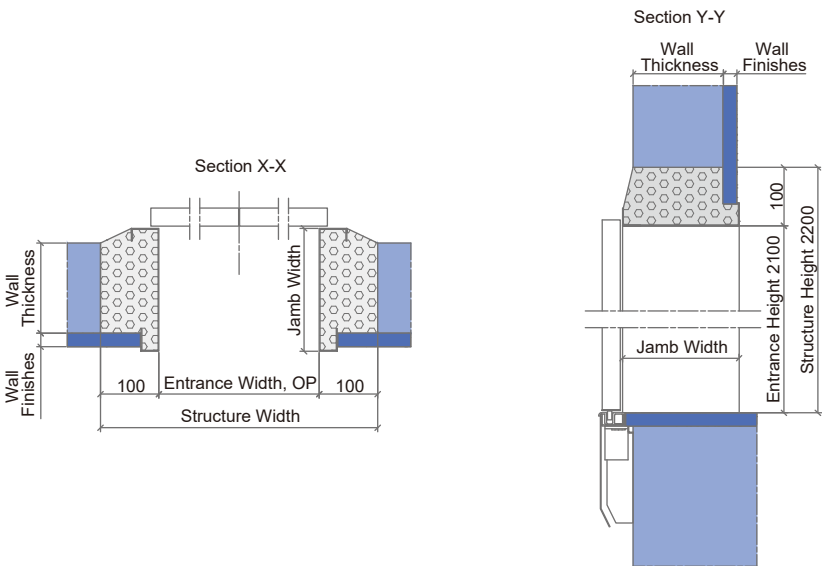 Section X-X
Wall
Thickness
Wall
Finishes
Jamb Width
100
Entrance Width, OP
100
Structure Width
Section Y-Y
Wall
Thickness
Wall
Finishes
100
Entrance Height 2100
Structure Height 2200
Jamb Width